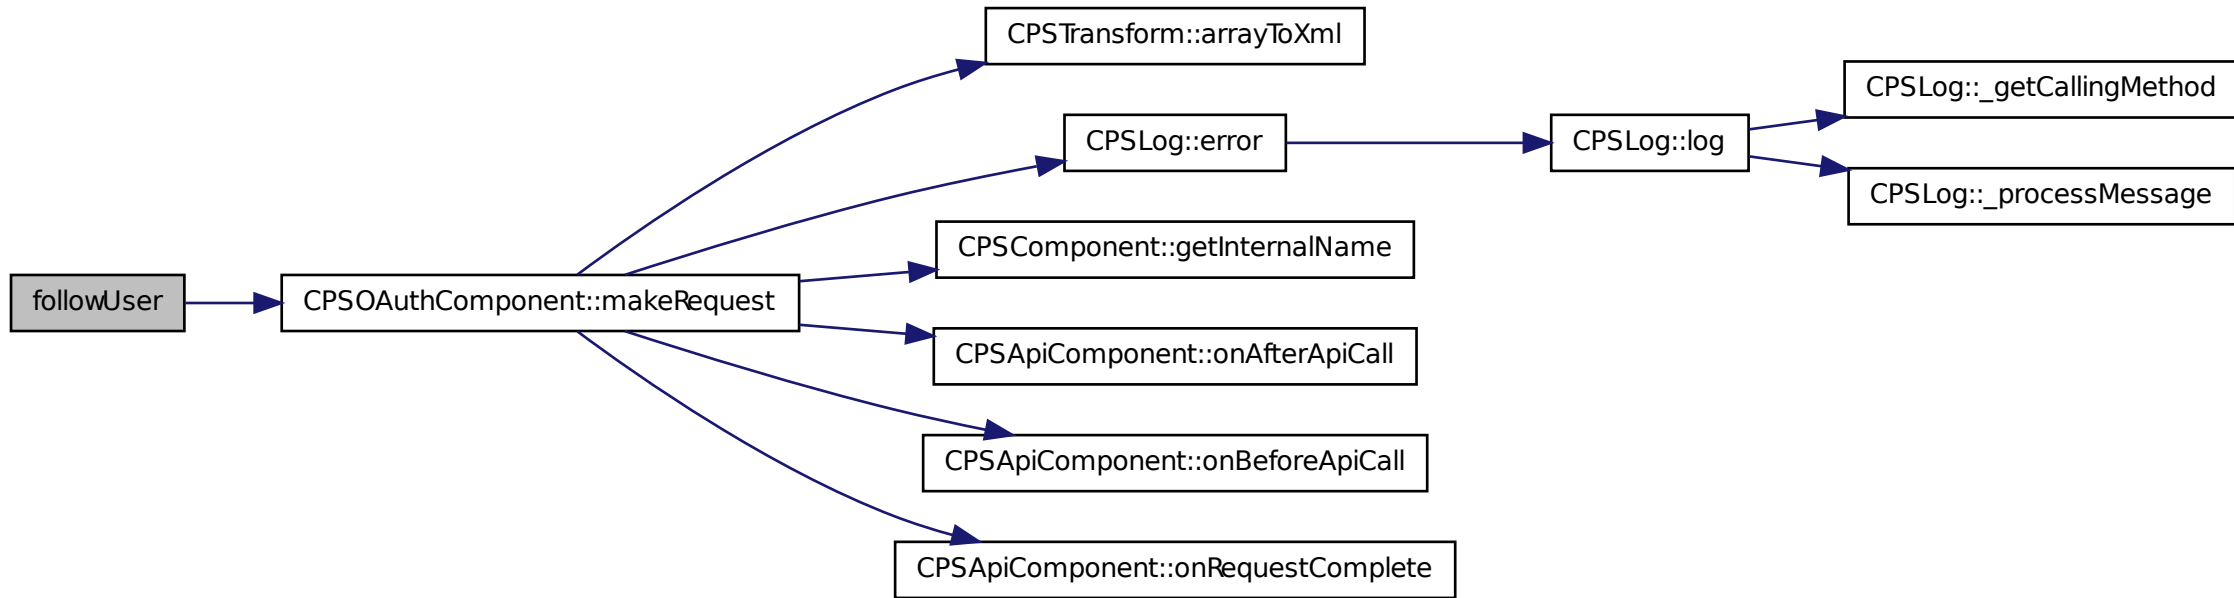 CPSTransform::arrayToXml
CPSLog::_getCallingMethod
CPSLog::error
CPSLog::log
CPSLog::_processMessage
CPSComponent::getInternalName
followUser
CPSOAuthComponent::makeRequest
CPSApiComponent::onAfterApiCall
CPSApiComponent::onBeforeApiCall
CPSApiComponent::onRequestComplete